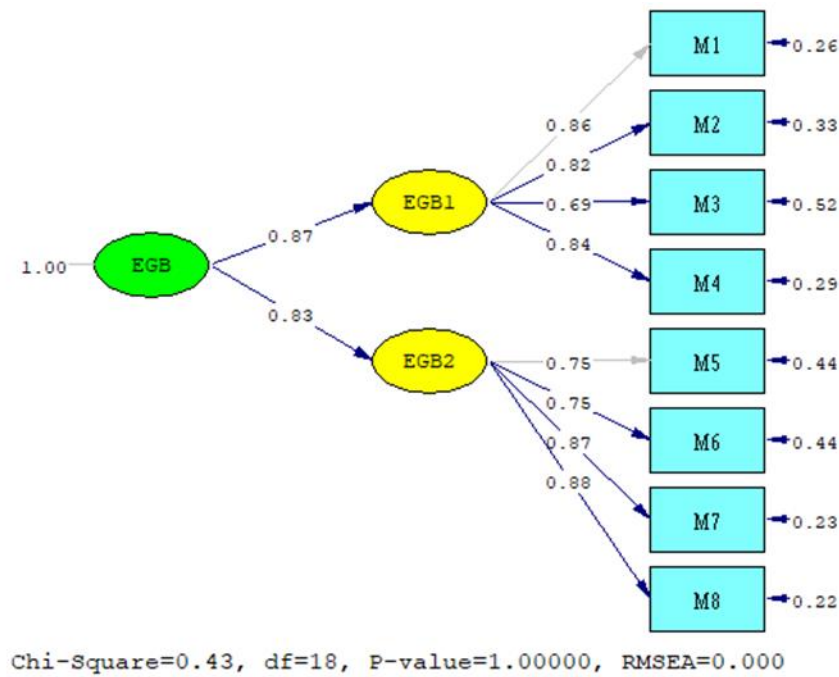 M1
0.26
0.86
M2
0.33
0.82
EGB1
0.69
M3
0.52
0.87
0.84
1.00
EGB
M4
0.29
0.83
EGB2
0.75
M5
0.44
0.75
M6
0.44
0.87
0.88
M7
0.23
M8
0.22
Chi-Square=0.43, df=18, P-value=1.00000, RMSEA=0.000